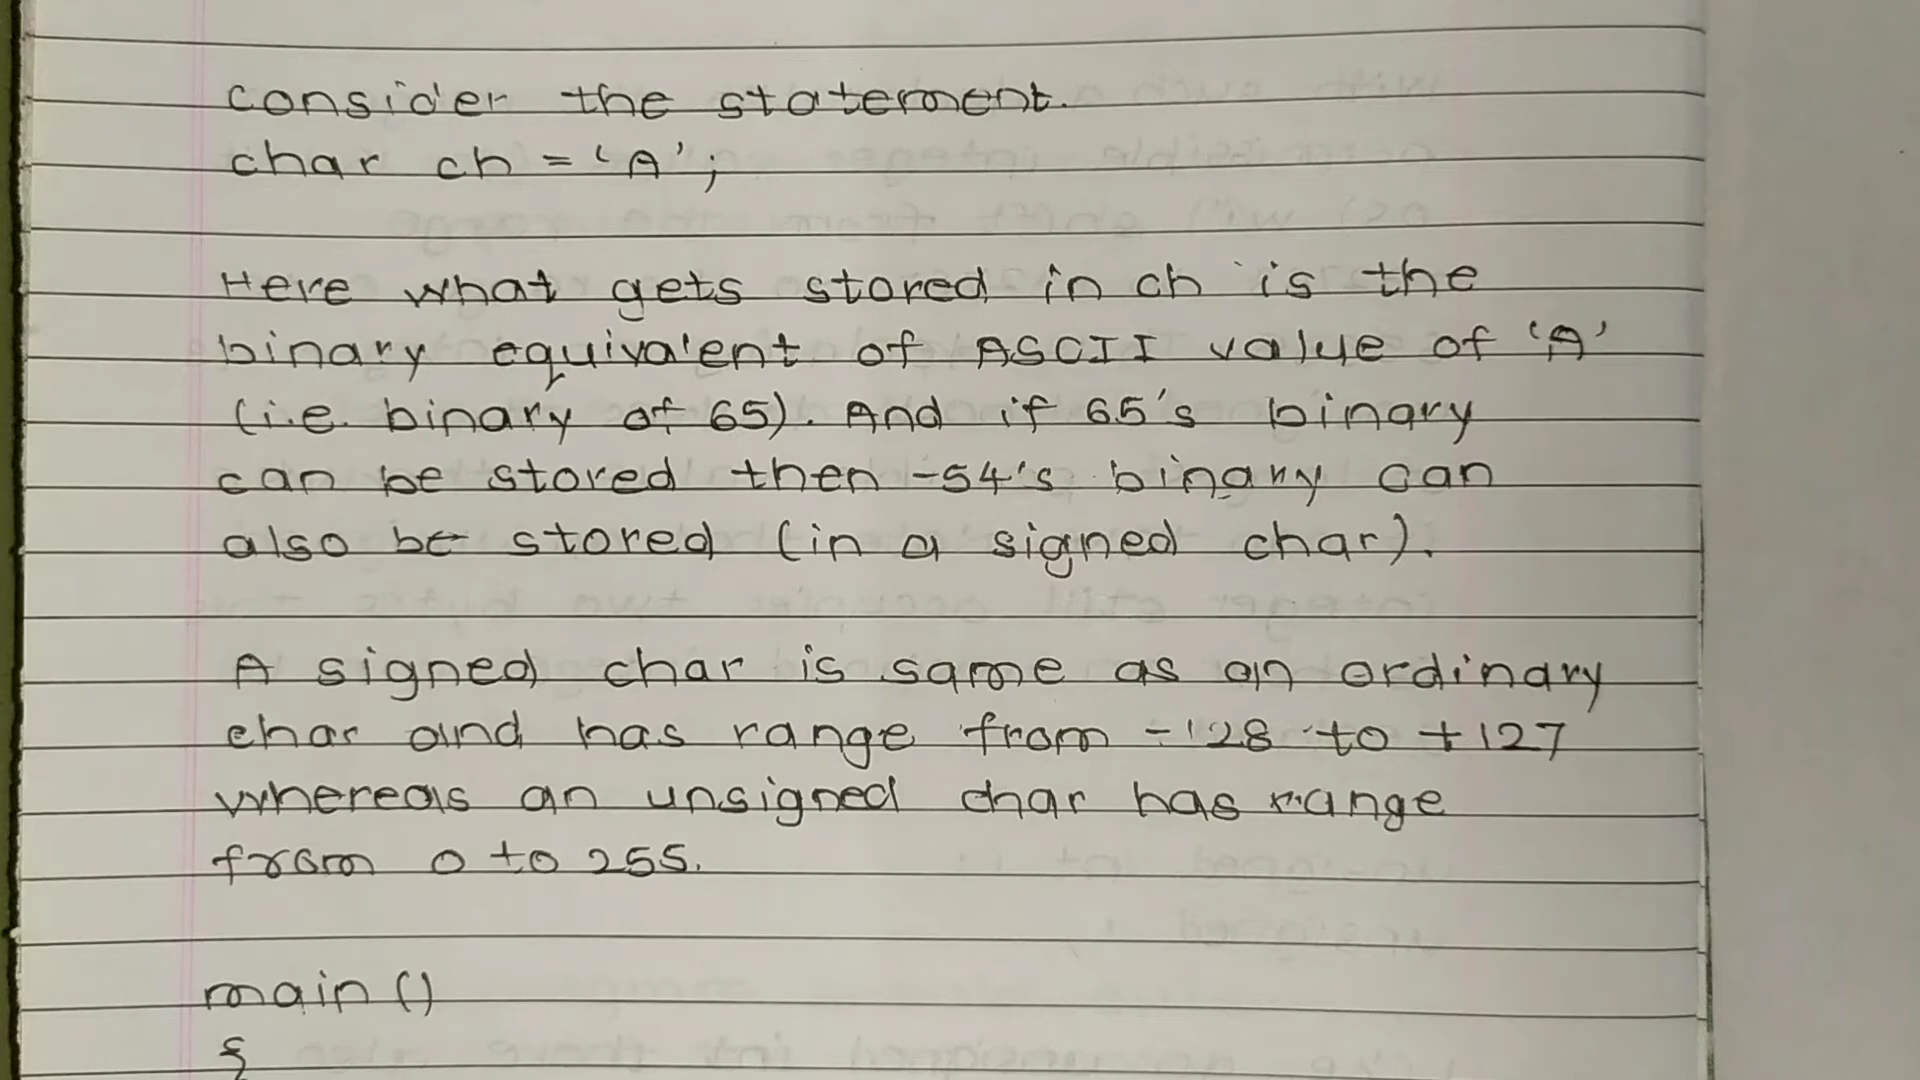 consider the statement.
char ch = 'A';
Here what gets stored in ch is the
binary equivalent of ASCII value of 'A'
(i.e. binary of 65). And if 65's binary
can be stored then -54's binary can
also be stored (in a signed char).
A signed char is same as an ordinary
char and has range from -128 to +127
whereas an unsigned char has range
from 0 to 255.
main ()
{